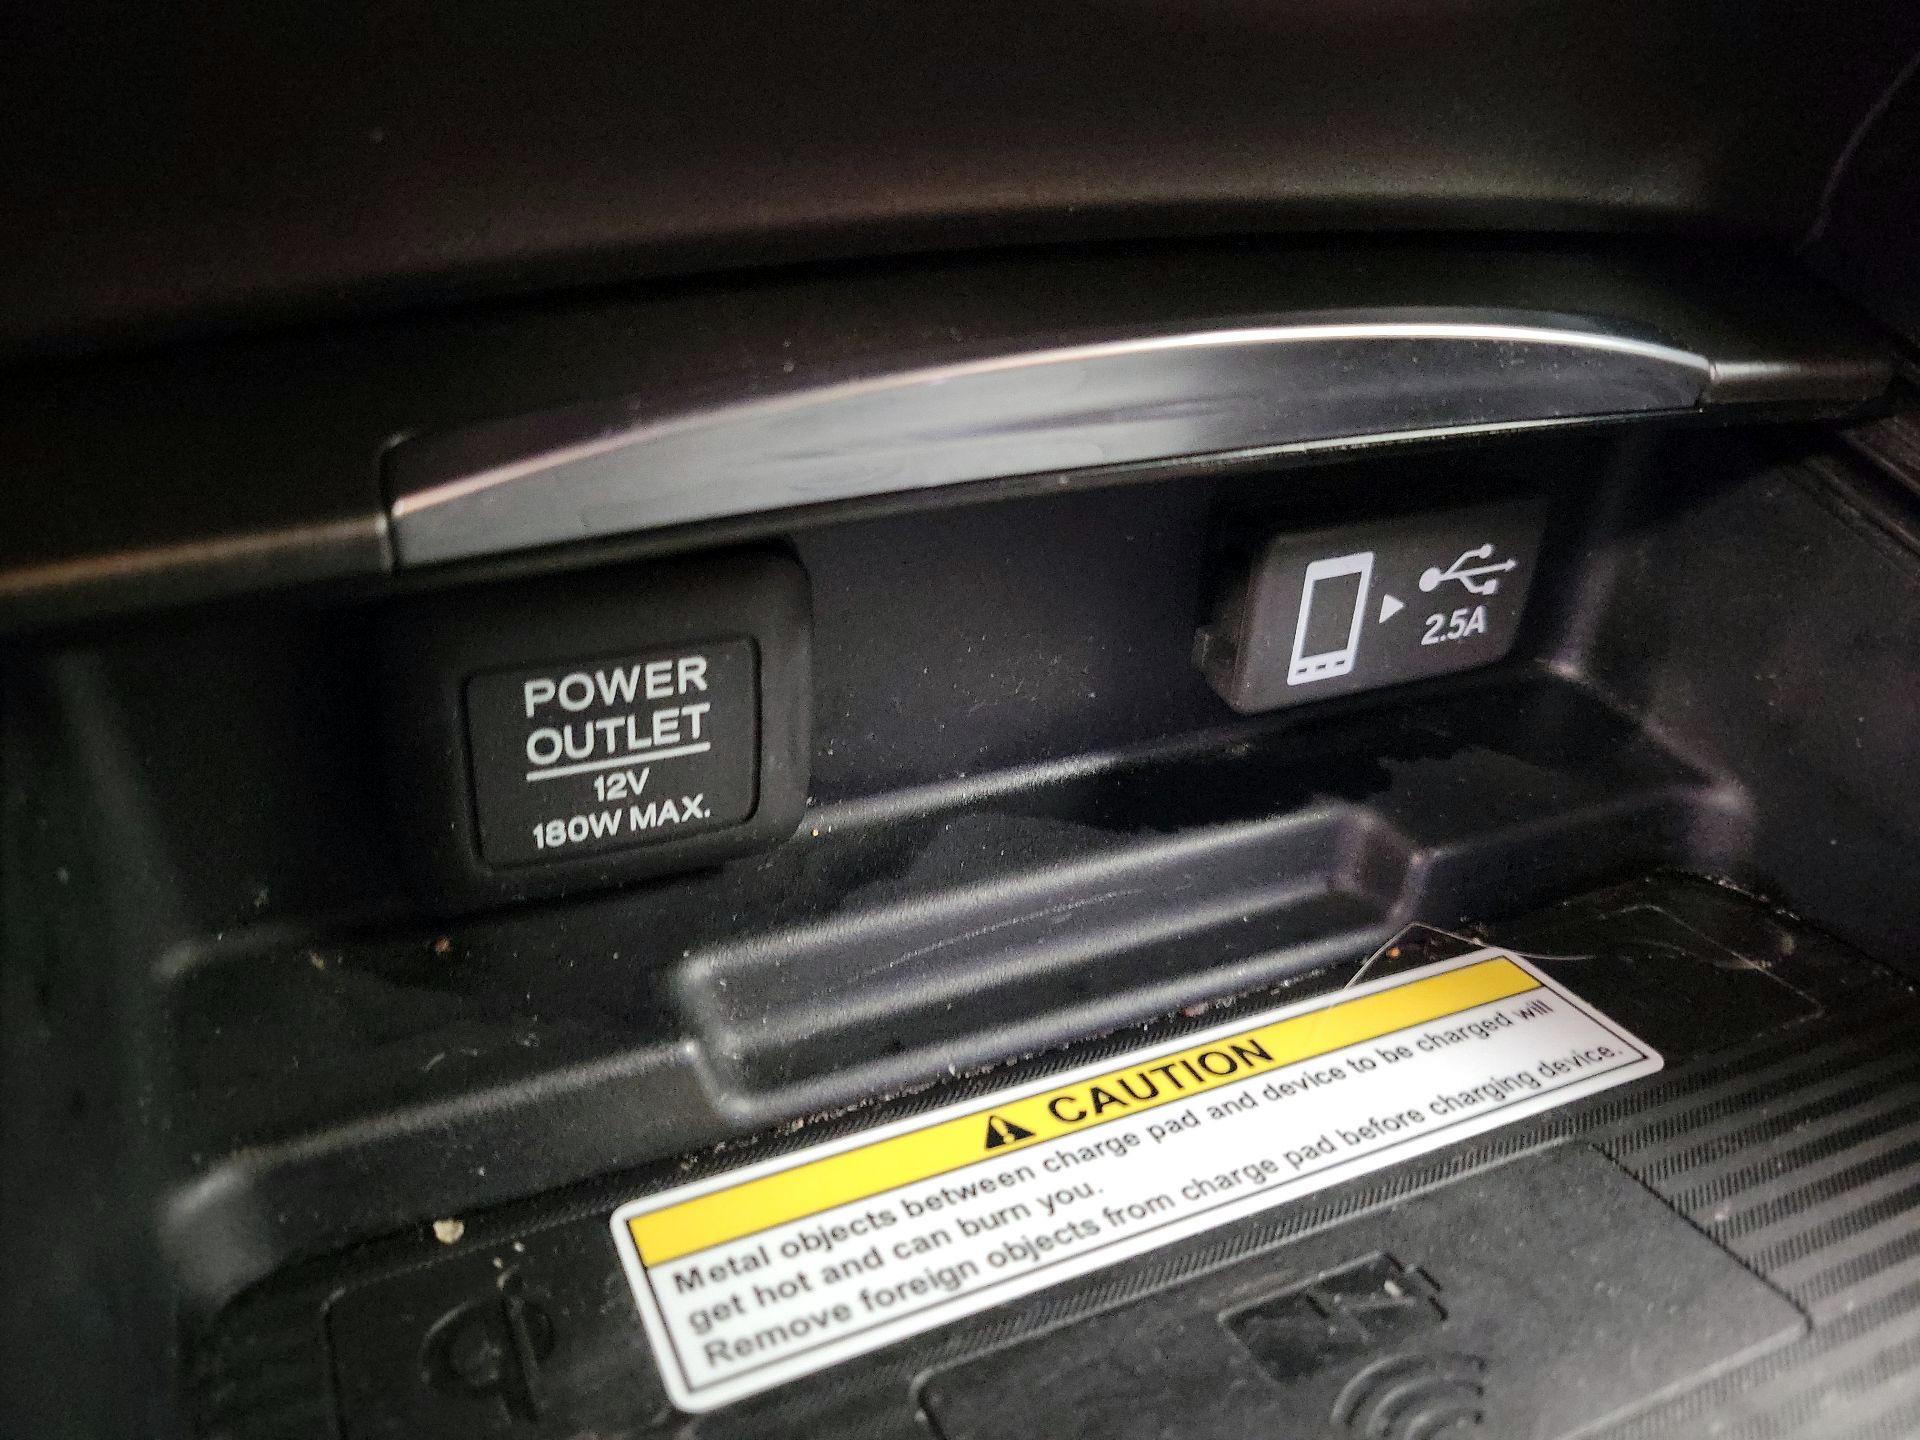 POWER
OUTLET
12V
180W MAX.
2.5A
CAUTION
Metal objects between charge pad and device to be charged will
get hot and can burn you.
Remove foreign objects from charge pad before charging device.